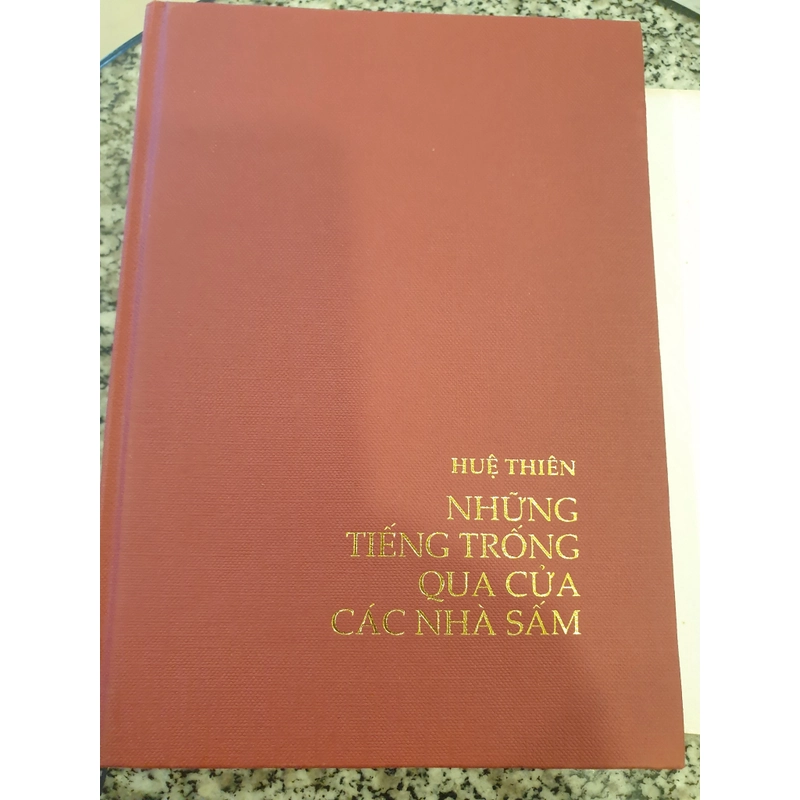 HUỆ THIÊN
NHỮNG
TIẾNG TRỐNG
QUA CỬA
CÁC NHÀ SẤM